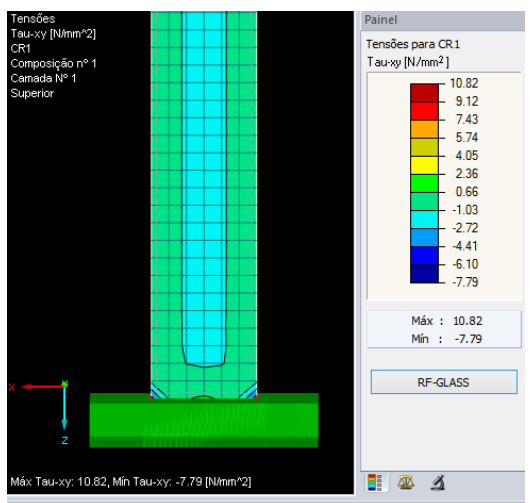 Tensões
Tau-xy [N/mm^2]
CR1
Composição nº 1
Camada Nº 1
Superior
X
Z
Máx Tau-xy: 10.82, Mín Tau-xy: -7.79 [N/mm^2]
Painel
Tensões para CR1
Tau-xy [N/mm²]
10.82
9.12
7.43
5.74
4.05
2.36
0.66
-1.03
-2.72
-4.41
-6.10
-7.79
Máx : 10.82
Mín : -7.79
RF-GLASS